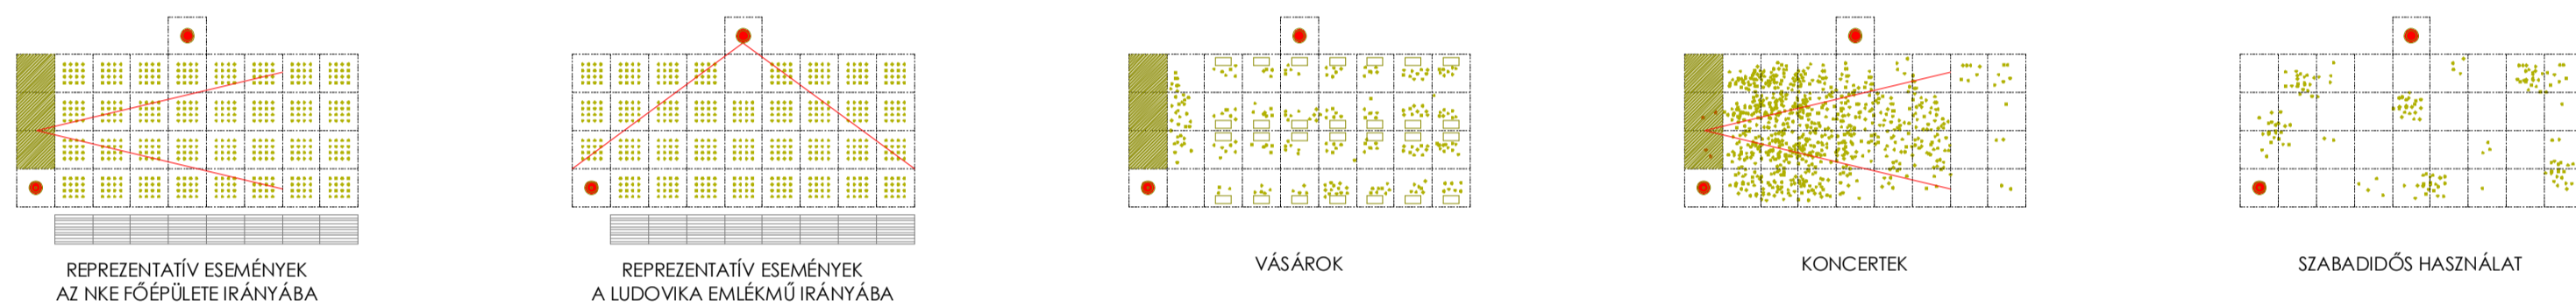 REPREZENTATÍV ESEMÉNYEK
AZ NKE FŐÉPÜLETE IRÁNYÁBA
REPREZENTATÍV ESEMÉNYEK
A LUDOVIKA EMLÉKMŰ IRÁNYÁBA
VÁSÁROK
KONCERTEK
SZABADIDŐS HASZNÁLAT